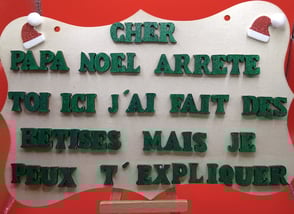 CHER
PAPA NOEL ARRETE
TOI ICI J'AI FAIT DES
BETISES MAIS JE
PEUX T'EXPLIQUER